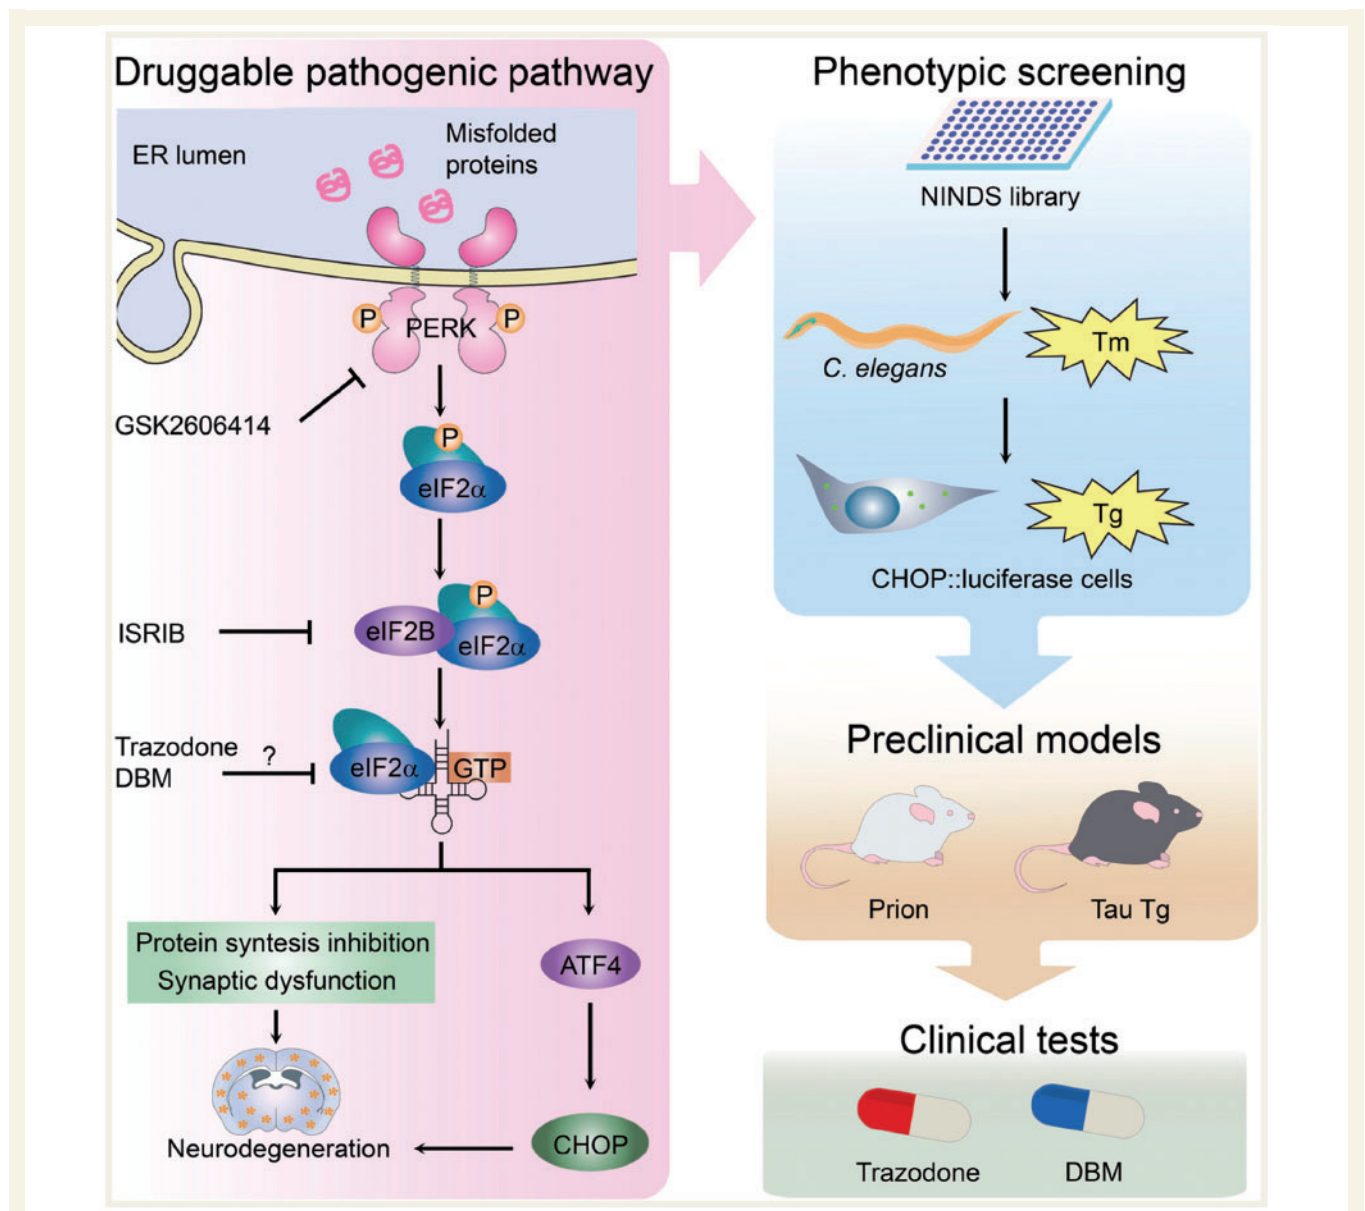 Druggable pathogenic pathway
ER lumen
Misfolded
proteins
P
PERK
P
GSK2606414
P
eIF2α
P
ISRIB
eIF2B
eIF2α
Trazodone
DBM
?
eIF2α
GTP
Protein syntesis inhibition
Synaptic dysfunction
ATF4
Neurodegeneration
CHOP
Phenotypic screening
NINDS library
C. elegans
Tm
Tg
CHOP::luciferase cells
Preclinical models
Prion
Tau Tg
Clinical tests
Trazodone
DBM